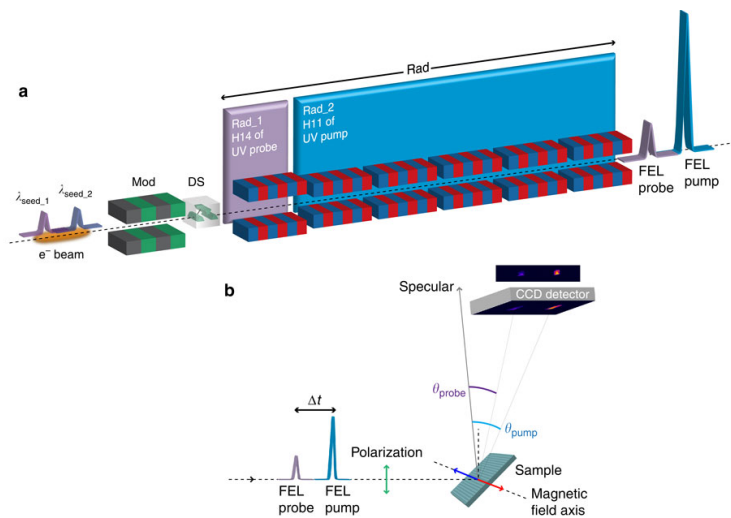 a
Rad
Rad_1
H14 of
UV probe
Rad_2
H11 of
UV pump
λseed_1
λseed_2
Mod
DS
e− beam
FEL
probe
FEL
pump
b
Specular
CCD detector
θprobe
θpump
Δt
Polarization
FEL
probe
FEL
pump
Sample
Magnetic
field axis